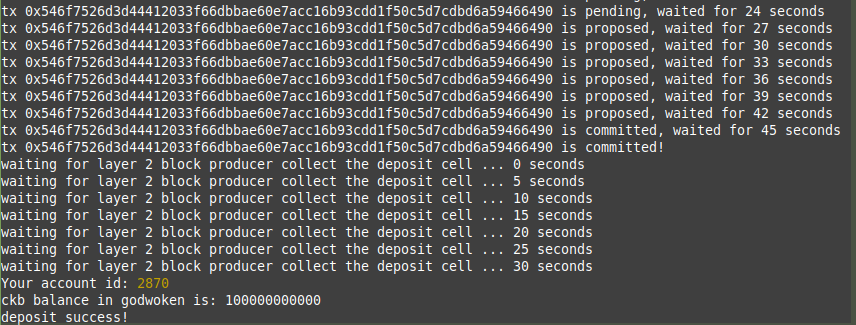 tx 0x546f7526d3d44412033f66dbbae60e7acc16b93cdd1f50c5d7cdbd6a59466490 is pending, waited for 24 seconds
tx 0x546f7526d3d44412033f66dbbae60e7acc16b93cdd1f50c5d7cdbd6a59466490 is proposed, waited for 27 seconds
tx 0x546f7526d3d44412033f66dbbae60e7acc16b93cdd1f50c5d7cdbd6a59466490 is proposed, waited for 30 seconds
tx 0x546f7526d3d44412033f66dbbae60e7acc16b93cdd1f50c5d7cdbd6a59466490 is proposed, waited for 33 seconds
tx 0x546f7526d3d44412033f66dbbae60e7acc16b93cdd1f50c5d7cdbd6a59466490 is proposed, waited for 36 seconds
tx 0x546f7526d3d44412033f66dbbae60e7acc16b93cdd1f50c5d7cdbd6a59466490 is proposed, waited for 39 seconds
tx 0x546f7526d3d44412033f66dbbae60e7acc16b93cdd1f50c5d7cdbd6a59466490 is proposed, waited for 42 seconds
tx 0x546f7526d3d44412033f66dbbae60e7acc16b93cdd1f50c5d7cdbd6a59466490 is committed, waited for 45 seconds
tx 0x546f7526d3d44412033f66dbbae60e7acc16b93cdd1f50c5d7cdbd6a59466490 is committed!
waiting for layer 2 block producer collect the deposit cell ... 0 seconds
waiting for layer 2 block producer collect the deposit cell ... 5 seconds
waiting for layer 2 block producer collect the deposit cell ... 10 seconds
waiting for layer 2 block producer collect the deposit cell ... 15 seconds
waiting for layer 2 block producer collect the deposit cell ... 20 seconds
waiting for layer 2 block producer collect the deposit cell ... 25 seconds
waiting for layer 2 block producer collect the deposit cell ... 30 seconds
Your account id: 2870
ckb balance in godwoken is: 100000000000
deposit success!